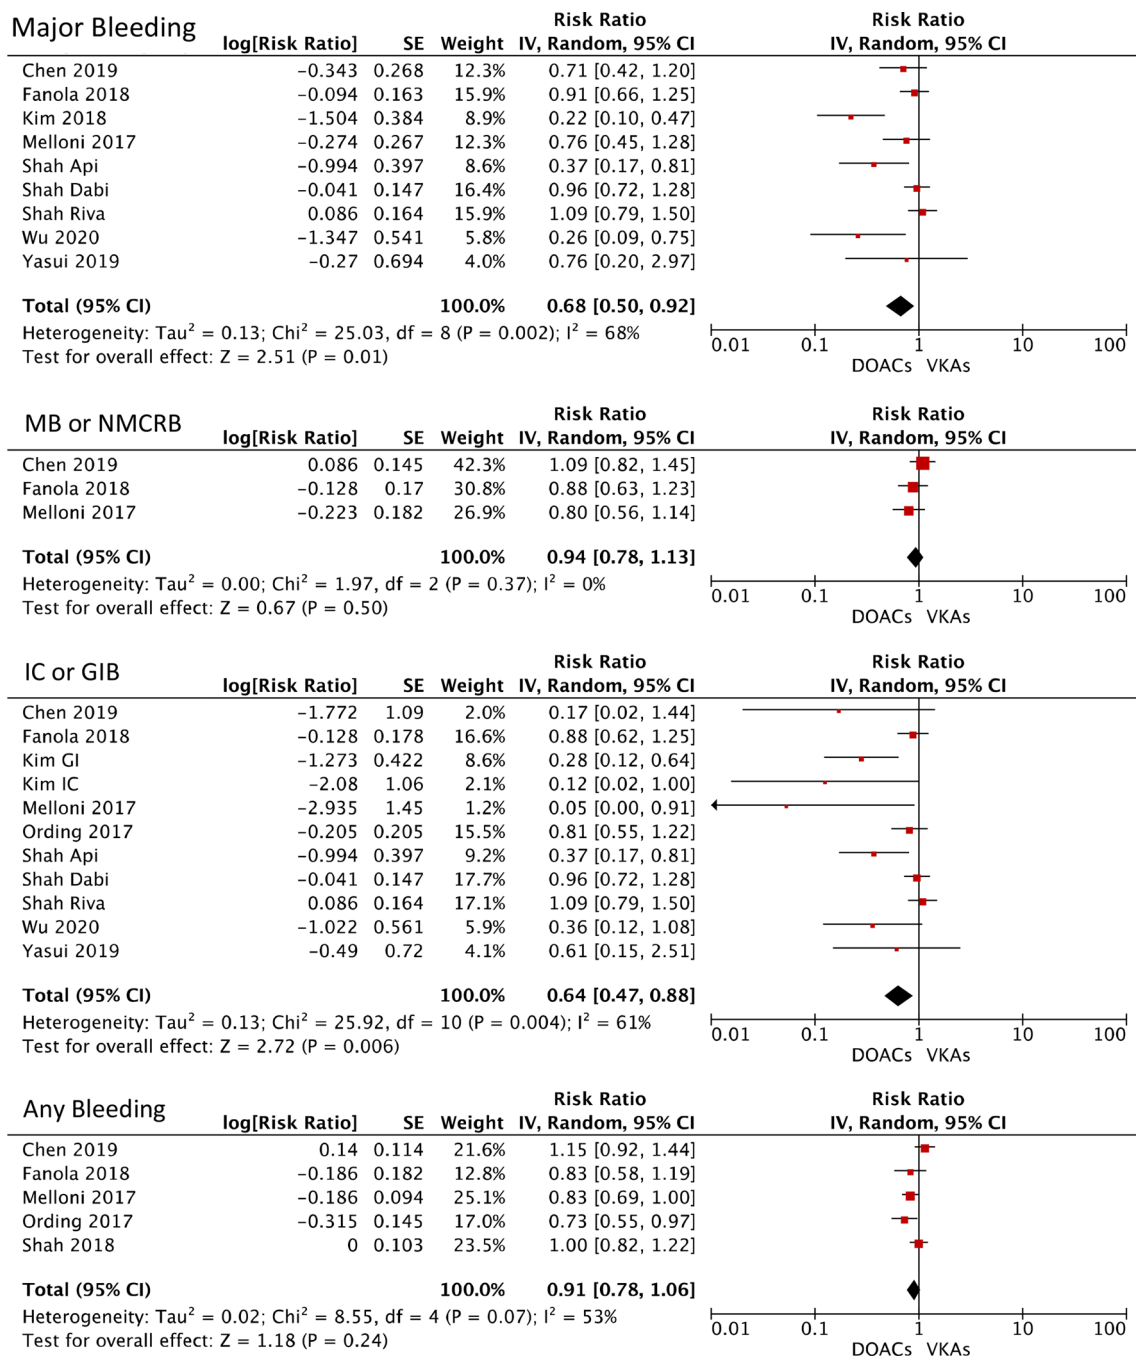 Major Bleeding
Risk Ratio Risk Ratio
log[Risk Ratio] SE Weight IV, Random, 95% CI IV, Random, 95% CI
Chen 2019 −0.343 0.268 12.3% 0.71 [0.42, 1.20]
Fanola 2018 −0.094 0.163 15.9% 0.91 [0.66, 1.25]
Kim 2018 −1.504 0.384 8.9% 0.22 [0.10, 0.47]
Melloni 2017 −0.274 0.267 12.3% 0.76 [0.45, 1.28]
Shah Api −0.994 0.397 8.6% 0.37 [0.17, 0.81]
Shah Dabi −0.041 0.147 16.4% 0.96 [0.72, 1.28]
Shah Riva 0.086 0.164 15.9% 1.09 [0.79, 1.50]
Wu 2020 −1.347 0.541 5.8% 0.26 [0.09, 0.75]
Yasui 2019 −0.27 0.694 4.0% 0.76 [0.20, 2.97]
Total (95% CI) 100.0% 0.68 [0.50, 0.92]
Heterogeneity: Tau² = 0.13; Chi² = 25.03, df = 8 (P = 0.002); I² = 68%
Test for overall effect: Z = 2.51 (P = 0.01)
0.01 0.1 1 10 100
DOACs VKAs
MB or NMCRB
Risk Ratio Risk Ratio
log[Risk Ratio] SE Weight IV, Random, 95% CI IV, Random, 95% CI
Chen 2019 0.086 0.145 42.3% 1.09 [0.82, 1.45]
Fanola 2018 −0.128 0.17 30.8% 0.88 [0.63, 1.23]
Melloni 2017 −0.223 0.182 26.9% 0.80 [0.56, 1.14]
Total (95% CI) 100.0% 0.94 [0.78, 1.13]
Heterogeneity: Tau² = 0.00; Chi² = 1.97, df = 2 (P = 0.37); I² = 0%
Test for overall effect: Z = 0.67 (P = 0.50)
0.01 0.1 1 10 100
DOACs VKAs
IC or GIB
Risk Ratio Risk Ratio
log[Risk Ratio] SE Weight IV, Random, 95% CI IV, Random, 95% CI
Chen 2019 −1.772 1.09 2.0% 0.17 [0.02, 1.44]
Fanola 2018 −0.128 0.178 16.6% 0.88 [0.62, 1.25]
Kim GI −1.273 0.422 8.6% 0.28 [0.12, 0.64]
Kim IC −2.08 1.06 2.1% 0.12 [0.02, 1.00]
Melloni 2017 −2.935 1.45 1.2% 0.05 [0.00, 0.91]
Ording 2017 −0.205 0.205 15.5% 0.81 [0.55, 1.22]
Shah Api −0.994 0.397 9.2% 0.37 [0.17, 0.81]
Shah Dabi −0.041 0.147 17.7% 0.96 [0.72, 1.28]
Shah Riva 0.086 0.164 17.1% 1.09 [0.79, 1.50]
Wu 2020 −1.022 0.561 5.9% 0.36 [0.12, 1.08]
Yasui 2019 −0.49 0.72 4.1% 0.61 [0.15, 2.51]
Total (95% CI) 100.0% 0.64 [0.47, 0.88]
Heterogeneity: Tau² = 0.13; Chi² = 25.92, df = 10 (P = 0.004); I² = 61%
Test for overall effect: Z = 2.72 (P = 0.006)
0.01 0.1 1 10 100
DOACs VKAs
Any Bleeding
Risk Ratio Risk Ratio
log[Risk Ratio] SE Weight IV, Random, 95% CI IV, Random, 95% CI
Chen 2019 0.14 0.114 21.6% 1.15 [0.92, 1.44]
Fanola 2018 −0.186 0.182 12.8% 0.83 [0.58, 1.19]
Melloni 2017 −0.186 0.094 25.1% 0.83 [0.69, 1.00]
Ording 2017 −0.315 0.145 17.0% 0.73 [0.55, 0.97]
Shah 2018 0 0.103 23.5% 1.00 [0.82, 1.22]
Total (95% CI) 100.0% 0.91 [0.78, 1.06]
Heterogeneity: Tau² = 0.02; Chi² = 8.55, df = 4 (P = 0.07); I² = 53%
Test for overall effect: Z = 1.18 (P = 0.24)
0.01 0.1 1 10 100
DOACs VKAs